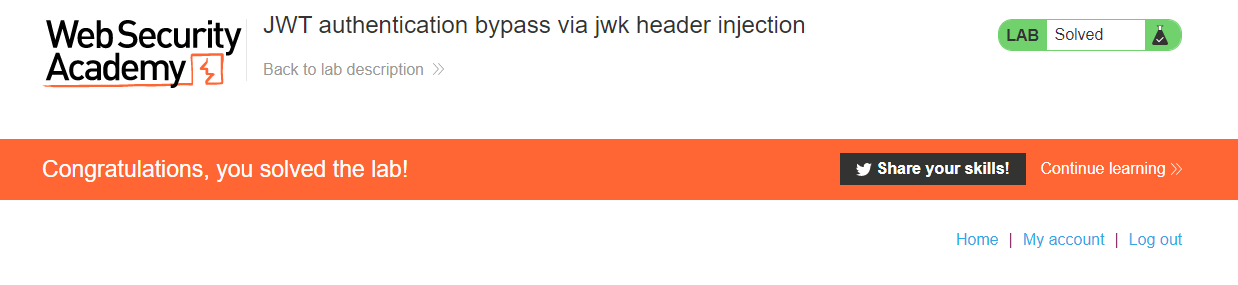 Web Security
Academy
JWT authentication bypass via jwk header injection
Back to lab description
LAB Solved
Congratulations, you solved the lab!
Share your skills!
Continue learning
Home | My account | Log out